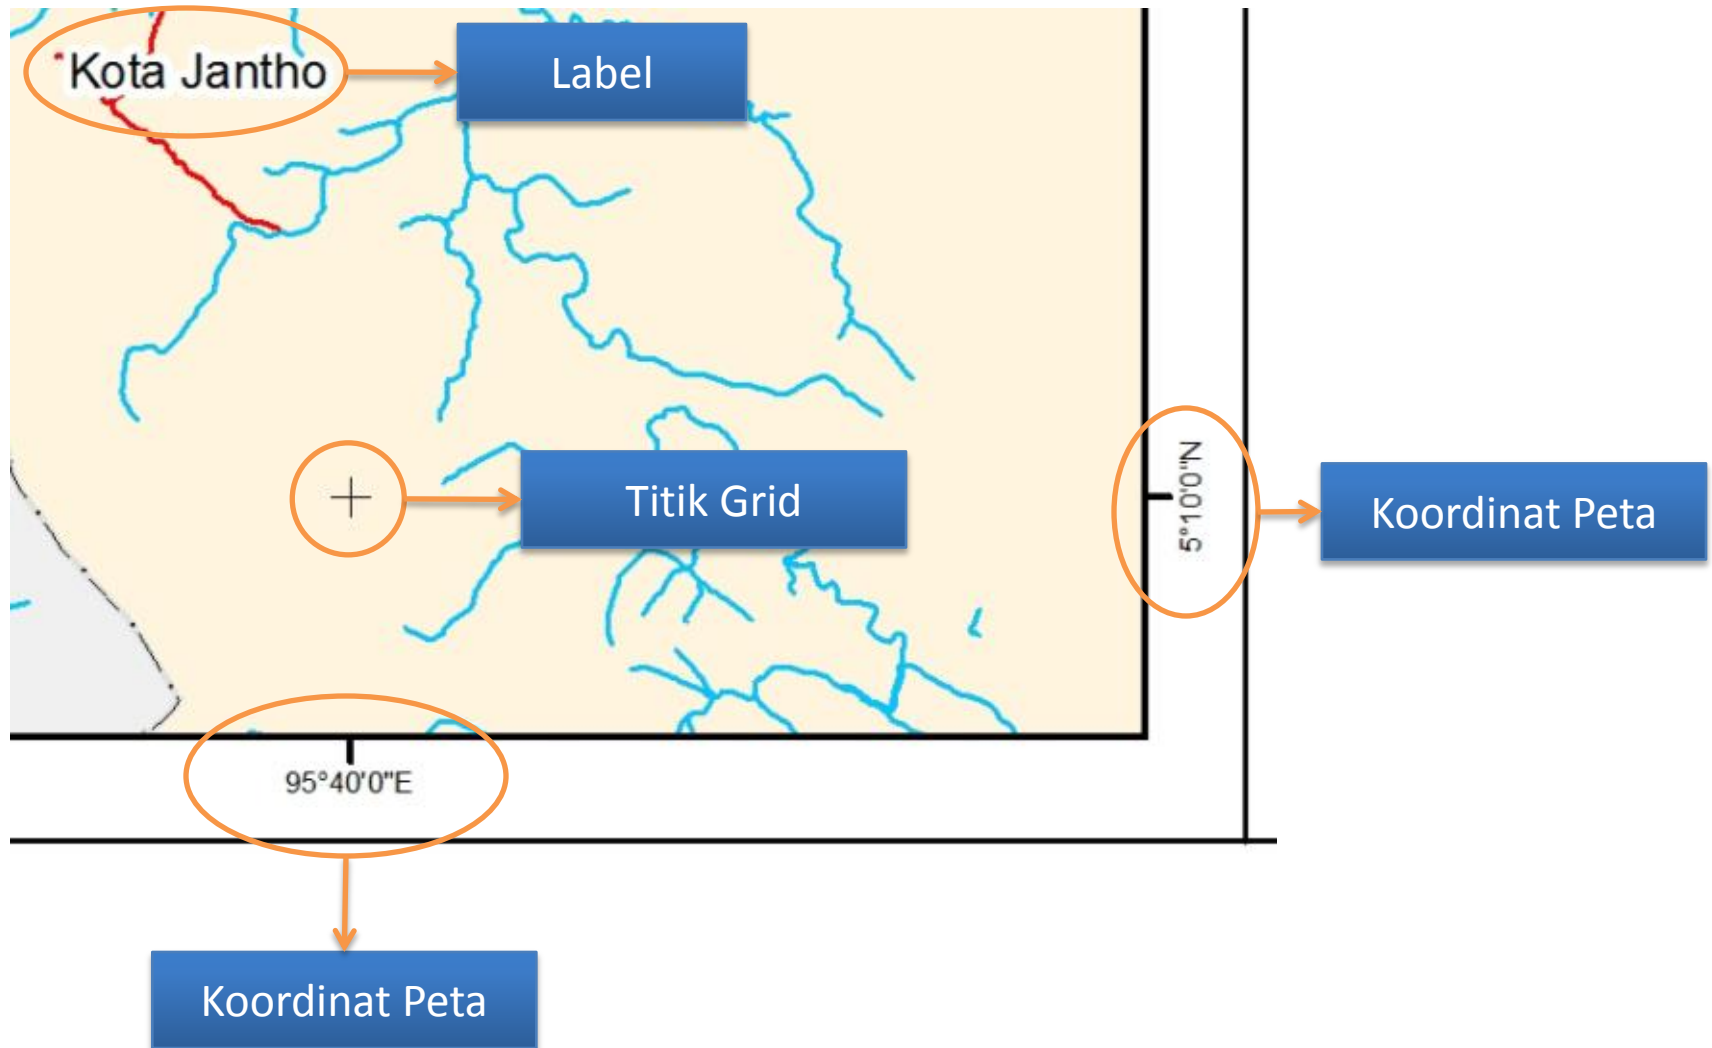 Kota Jantho
Label
Titik Grid
5°10'0"N
Koordinat Peta
95°40'0"E
Koordinat Peta